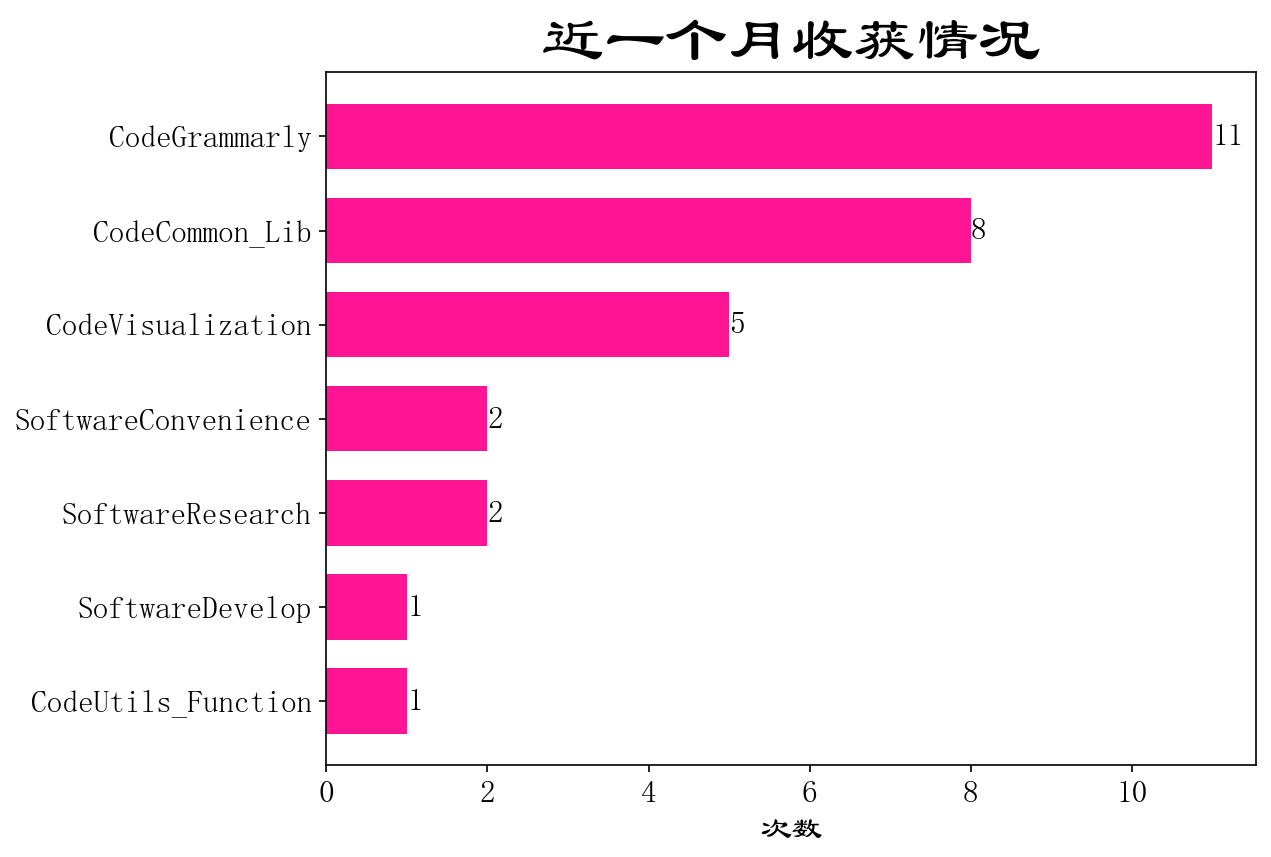 近一个月收获情况
CodeGrammarly 11
CodeCommon_Lib 8
CodeVisualization 5
SoftwareConvenience 2
SoftwareResearch 2
SoftwareDevelop 1
CodeUtils_Function 1
0 2 4 6 8 10
次数